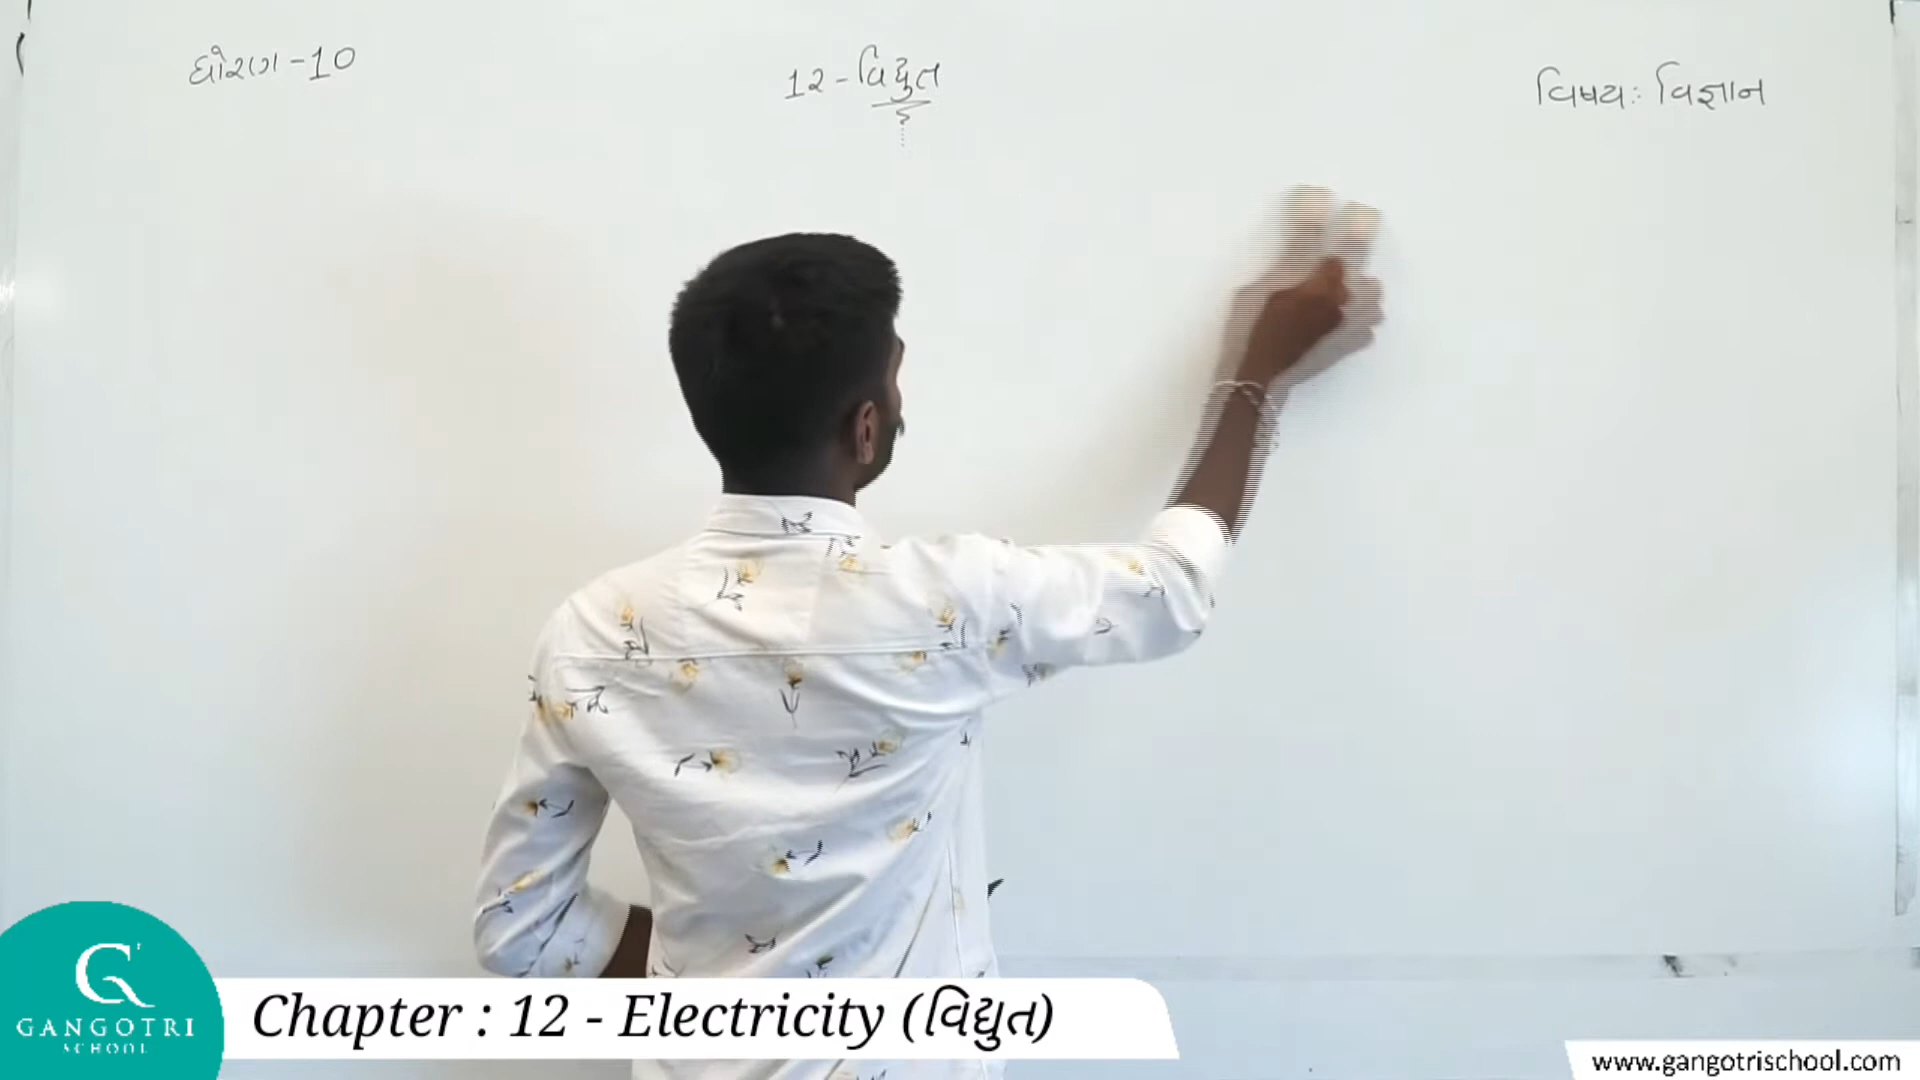 ધોરણ-10
12-વિદ્યુત
વિષય: વિજ્ઞાન
GANGOTRI
SCHOOL
Chapter : 12 - Electricity (વિદ્યુત)
www.gangotrischool.com